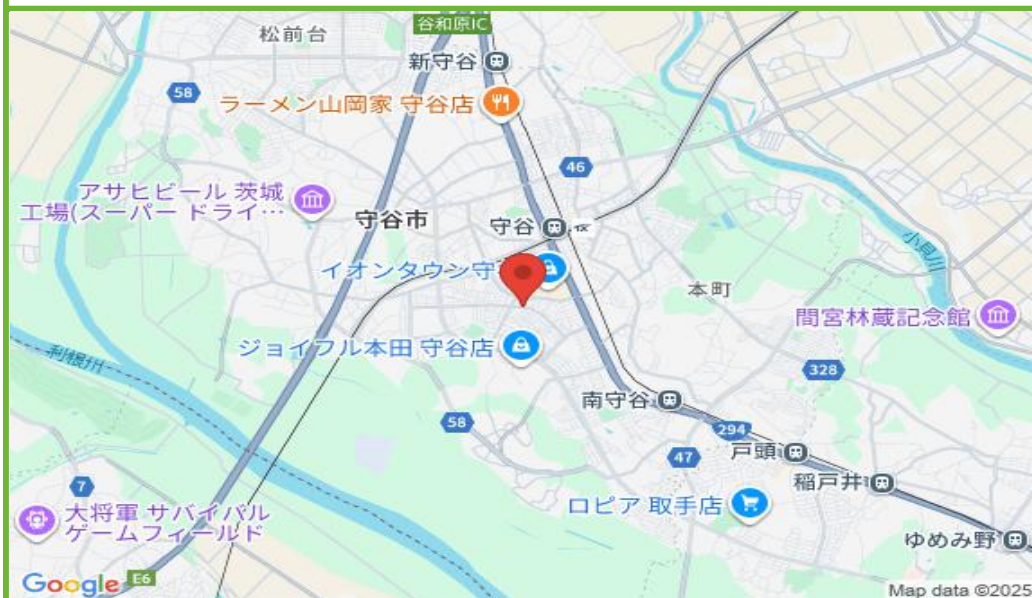 谷和原IC
松前台
新守谷
58
ラーメン山岡家 守谷店
46
アサヒビール 茨城
工場(スーパー ドライ…
守谷市
守谷
小貝川
イオンタウン守
本町
間宮林蔵記念館
ジョイフル本田 守谷店
利根川
328
南守谷
58
294
戸頭
47
7
稲戸井
大将軍 サバイバル
ゲームフィールド
ロピア 取手店
ゆめみ野
Google
E6
Map data ©2025